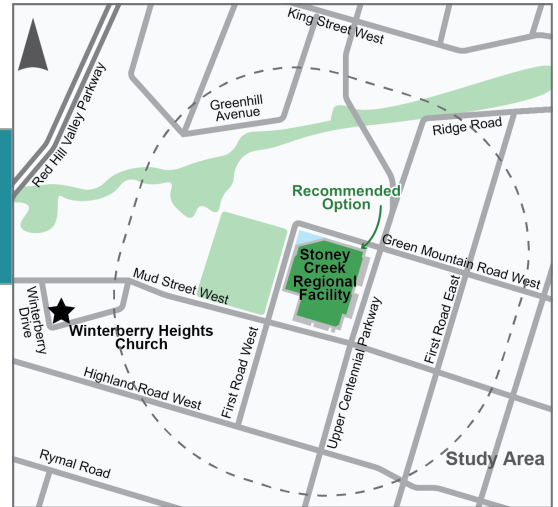 King Street West
Greenhill
Avenue
Red Hill Valley Parkway
Ridge Road
Recommended
Option
Green Mountain Road West
Stoney
Creek
Regional
Facility
Mud Street West
Winterberry
Drive
Winterberry Heights
Church
First Road West
Upper Centennial Parkway
First Road East
Highland Road West
Study Area
Rymal Road